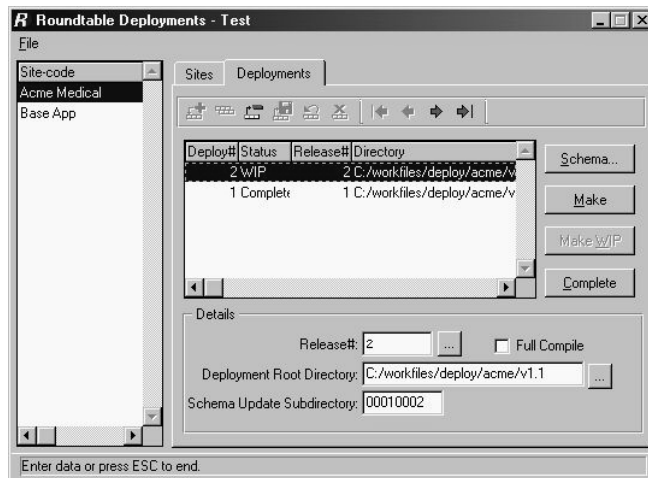 R Roundtable Deployments - Test
File
Site-code
Acme Medical
Base App
Sites Deployments
Deploy# Status Release# Directory
2 WIP 2 C:/workfiles/deploy/acme/v
1 Complete 1 C:/workfiles/deploy/acme/v
Schema...
Make
Make WIP
Complete
Details
Release#: 2 ... Full Compile
Deployment Root Directory: C:/workfiles/deploy/acme/v1.1 ...
Schema Update Subdirectory: 00010002
Enter data or press ESC to end.